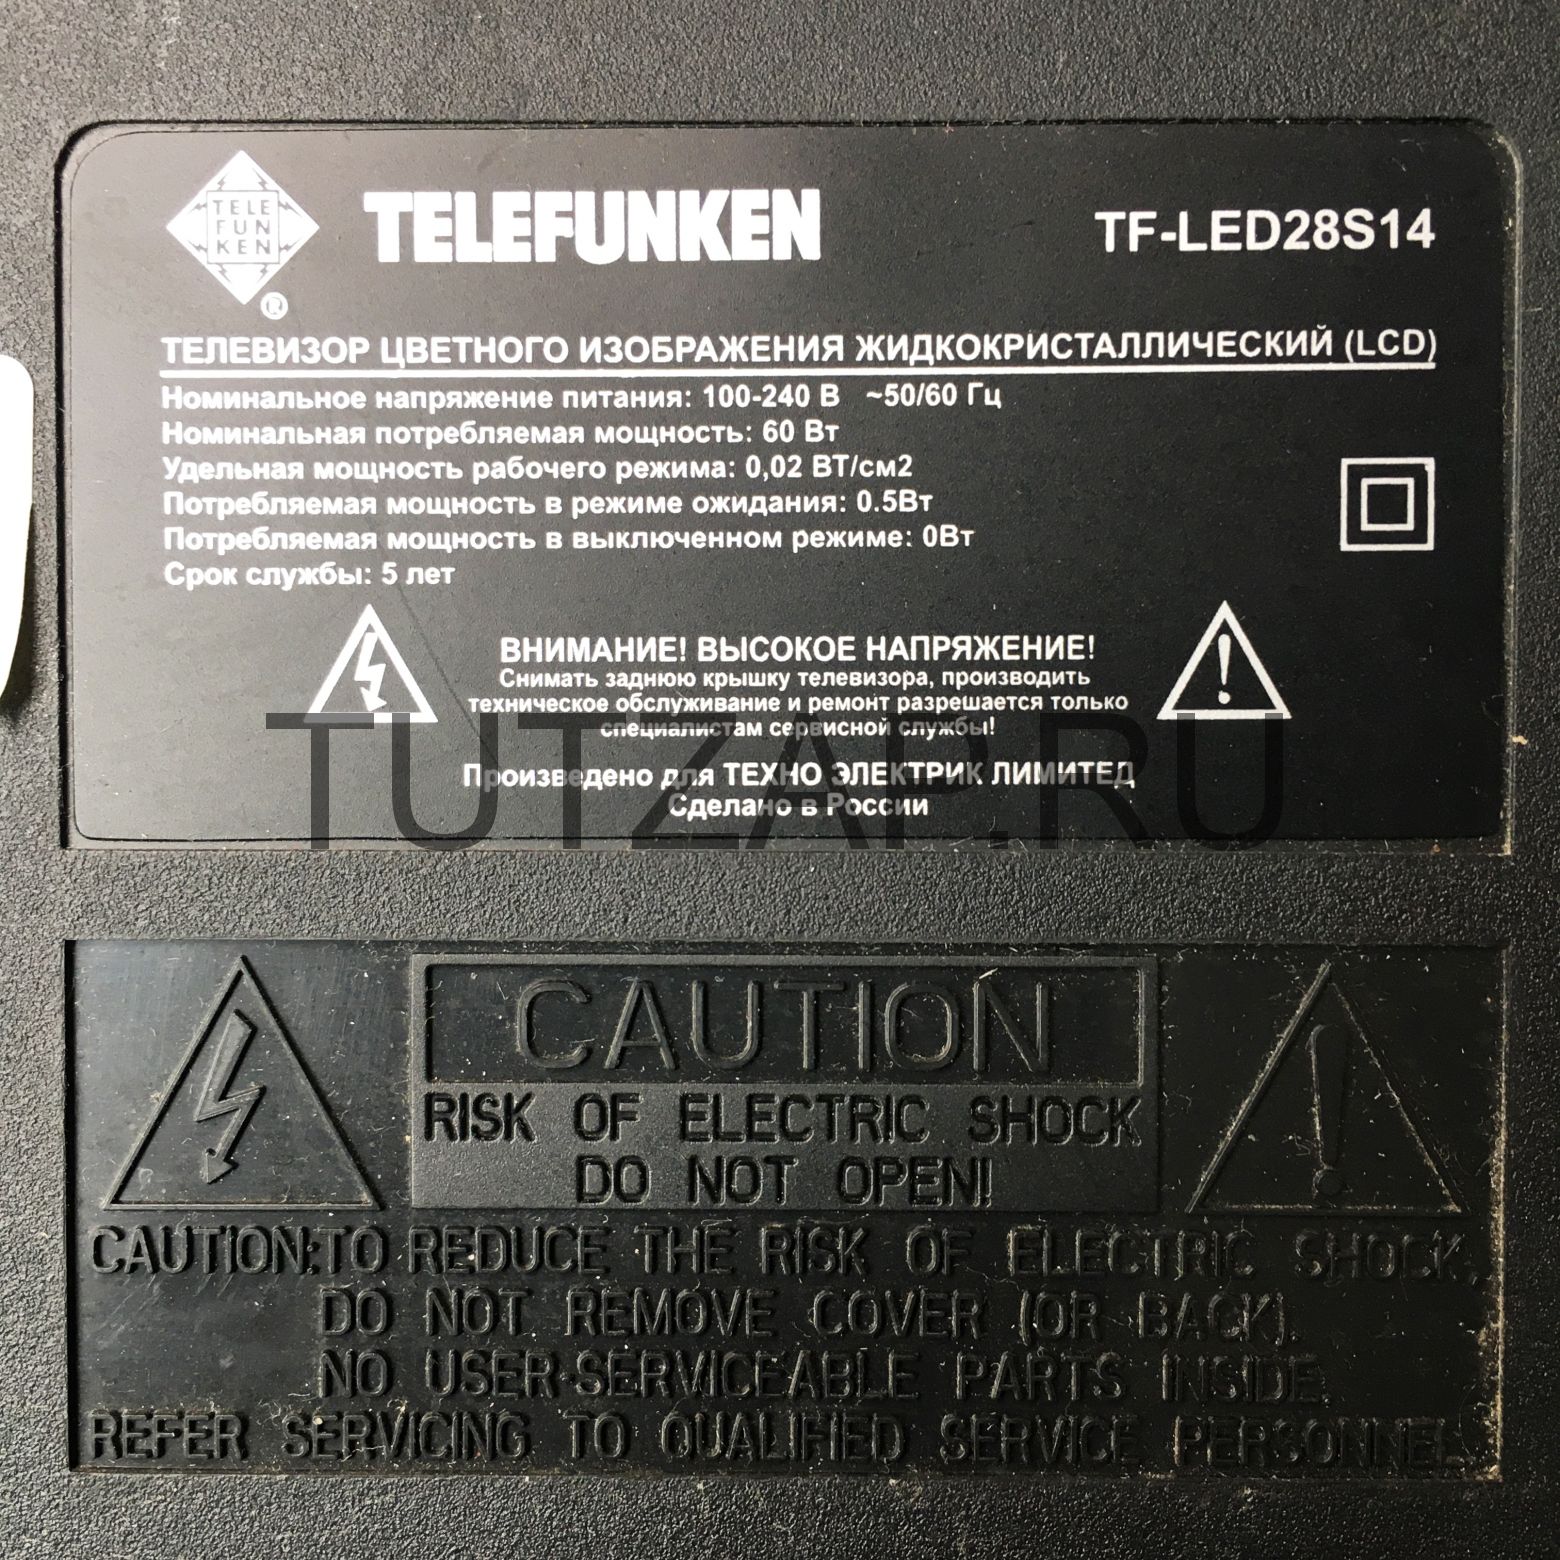 TELE
FUN
KEN
®
TELEFUNKEN
TF-LED28S14
ТЕЛЕВИЗОР ЦВЕТНОГО ИЗОБРАЖЕНИЯ ЖИДКОКРИСТАЛЛИЧЕСКИЙ (LCD)
Номинальное напряжение питания: 100-240 В ~50/60 Гц
Номинальная потребляемая мощность: 60 Вт
Удельная мощность рабочего режима: 0,02 ВТ/см2
Потребляемая мощность в режиме ожидания: 0.5Вт
Потребляемая мощность в выключенном режиме: 0Вт
Срок службы: 5 лет
ВНИМАНИЕ! ВЫСОКОЕ НАПРЯЖЕНИЕ!
Снимать заднюю крышку телевизора, производить
техническое обслуживание и ремонт разрешается только
специалистам сервисной службы!
Произведено для ТЕХНО ЭЛЕКТРИК ЛИМИТЕД
Сделано в России
TUTZAP.RU
CAUTION
RISK OF ELECTRIC SHOCK
DO NOT OPEN!
CAUTION:TO REDUCE THE RISK OF ELECTRIC SHOCK,
DO NOT REMOVE COVER (OR BACK).
NO USER-SERVICEABLE PARTS INSIDE.
REFER SERVICING TO QUALIFIED SERVICE PERSONNEL